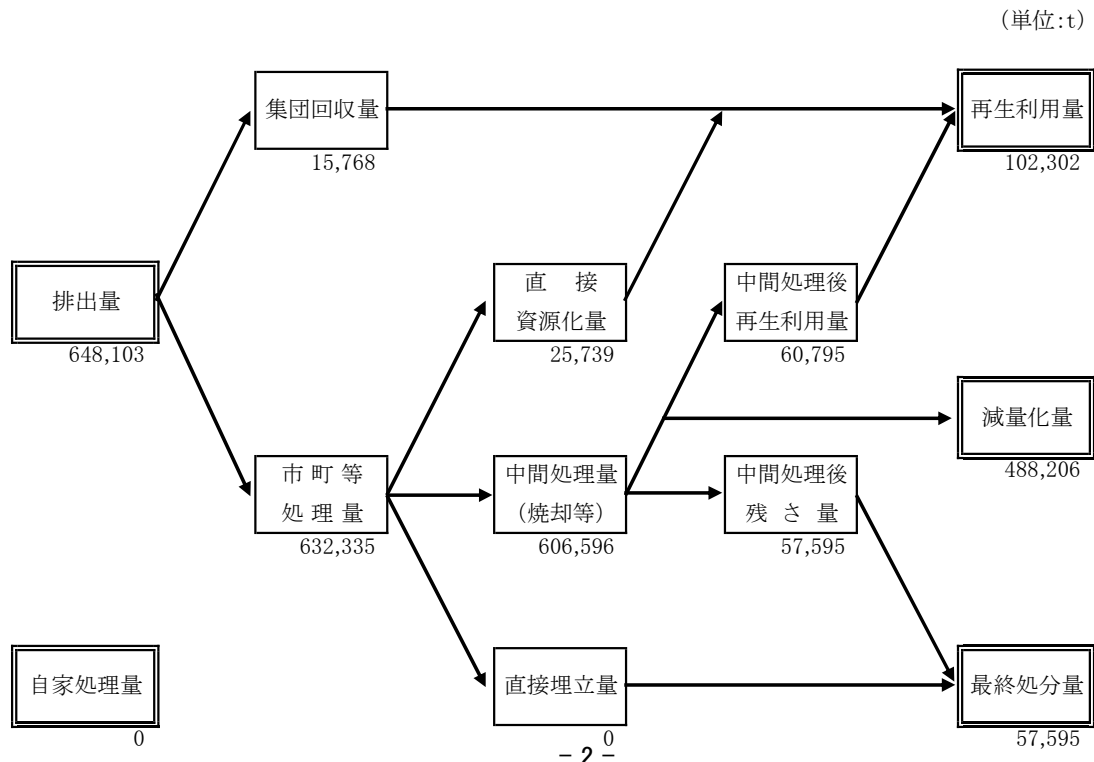 (単位:t)
集団回収量
15,768
再生利用量
102,302
排出量
648,103
直 接
資源化量
25,739
中間処理後
再生利用量
60,795
減量化量
488,206
市 町 等
処 理 量
632,335
中間処理量
(焼却等)
606,596
中間処理後
残 さ 量
57,595
自家処理量
0
直接埋立量
0
最終処分量
57,595
- 2 -